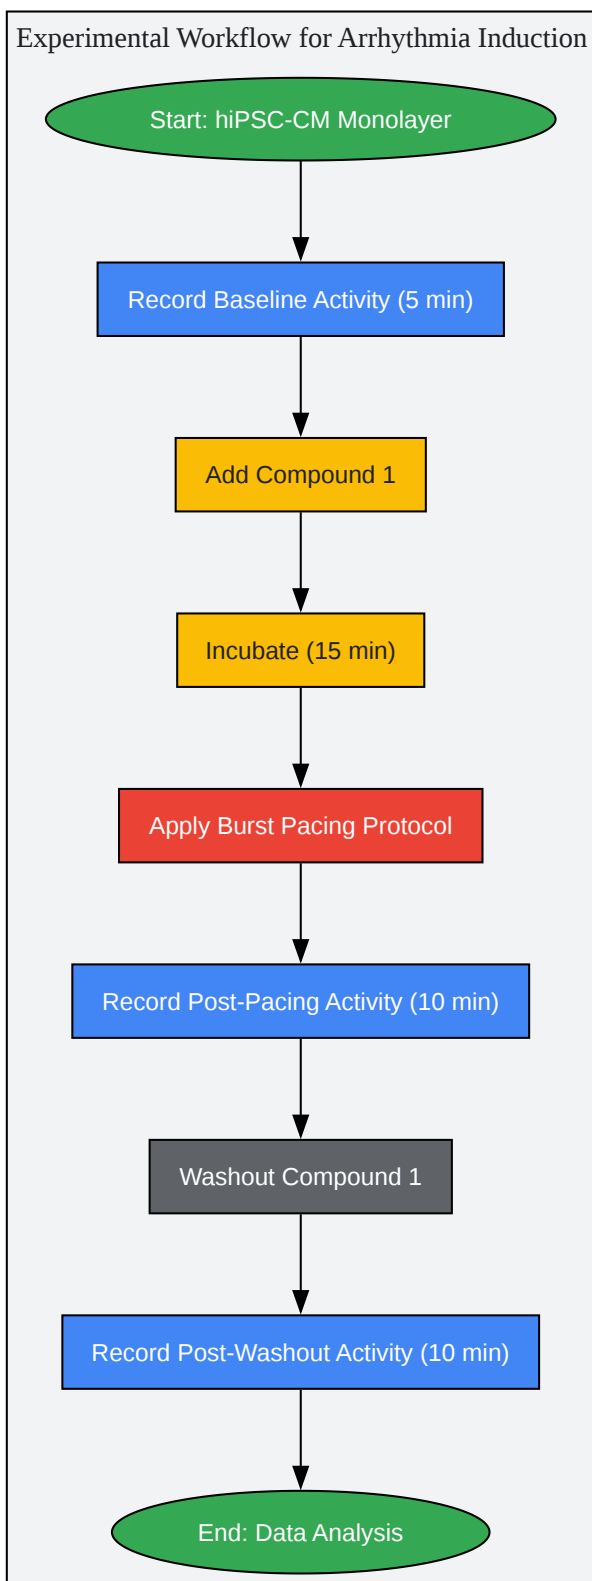 Experimental Workflow for Arrhythmia Induction
Start: hiPSC-CM Monolayer
Record Baseline Activity (5 min)
Add Compound 1
Incubate (15 min)
Apply Burst Pacing Protocol
Record Post-Pacing Activity (10 min)
Washout Compound 1
Record Post-Washout Activity (10 min)
End: Data Analysis